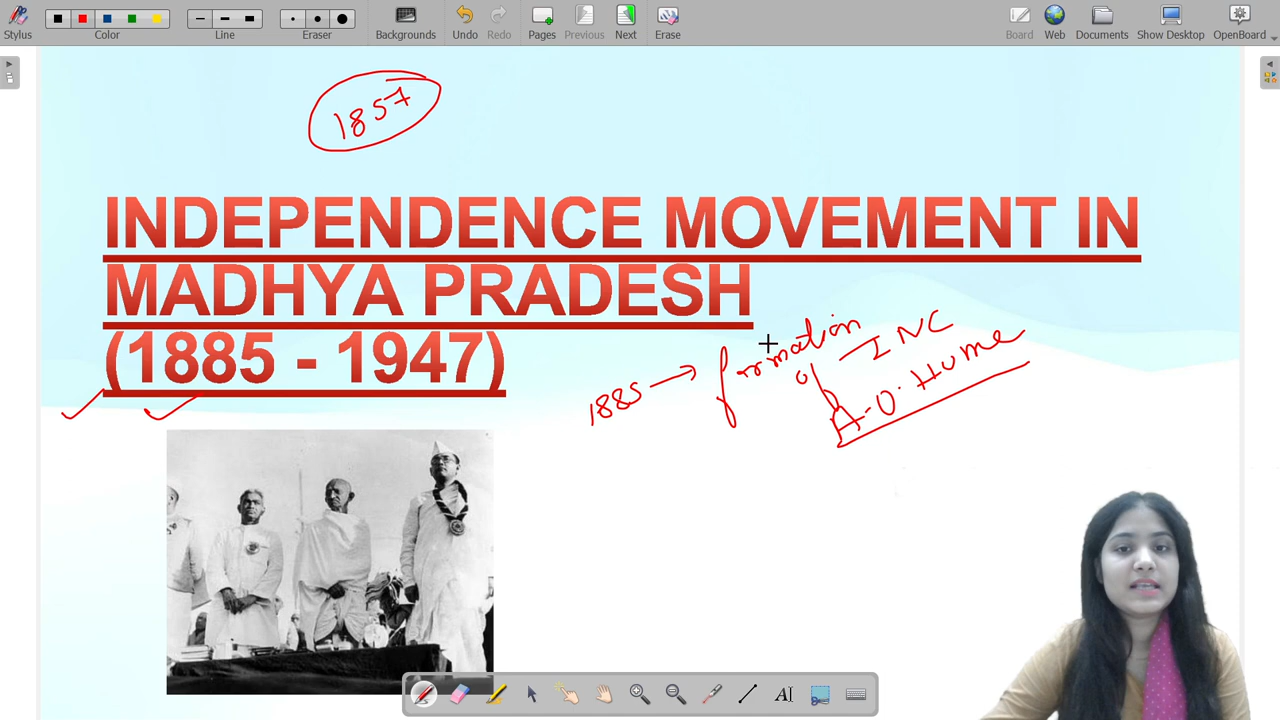 Stylus
Color
Line
Eraser
Backgrounds
Undo
Redo
Pages
Previous
Next
Erase
Board
Web
Documents
Show Desktop
OpenBoard
1857
INDEPENDENCE MOVEMENT IN
MADHYA PRADESH
(1885 - 1947)
1885 → formation
of INC
A.O. Hume
AI